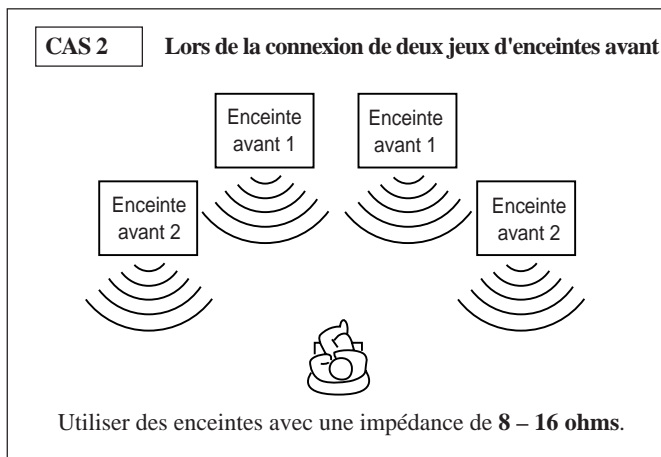 CAS 2 Lors de la connexion de deux jeux d'enceintes avant
Enceinte
avant 1
Enceinte
avant 1
Enceinte
avant 2
Enceinte
avant 2
Utiliser des enceintes avec une impédance de 8 – 16 ohms.